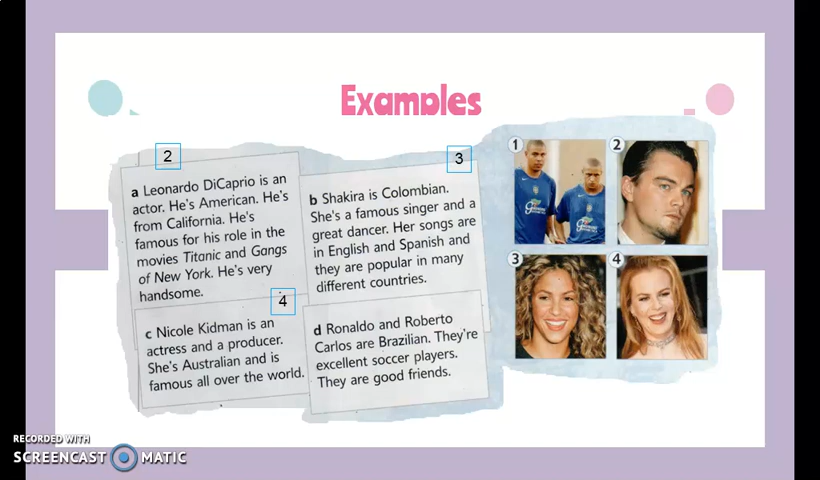 Examples
2
a Leonardo DiCaprio is an
actor. He's American. He's
from California. He's
famous for his role in the
movies Titanic and Gangs
of New York. He's very
handsome.
3
b Shakira is Colombian.
She's a famous singer and a
great dancer. Her songs are
in English and Spanish and
they are popular in many
different countries.
4
c Nicole Kidman is an
actress and a producer.
She's Australian and is
famous all over the world.
d Ronaldo and Roberto
Carlos are Brazilian. They're
excellent soccer players.
They are good friends.
1
2
3
4
RECORDED WITH
SCREENCAST MATIC